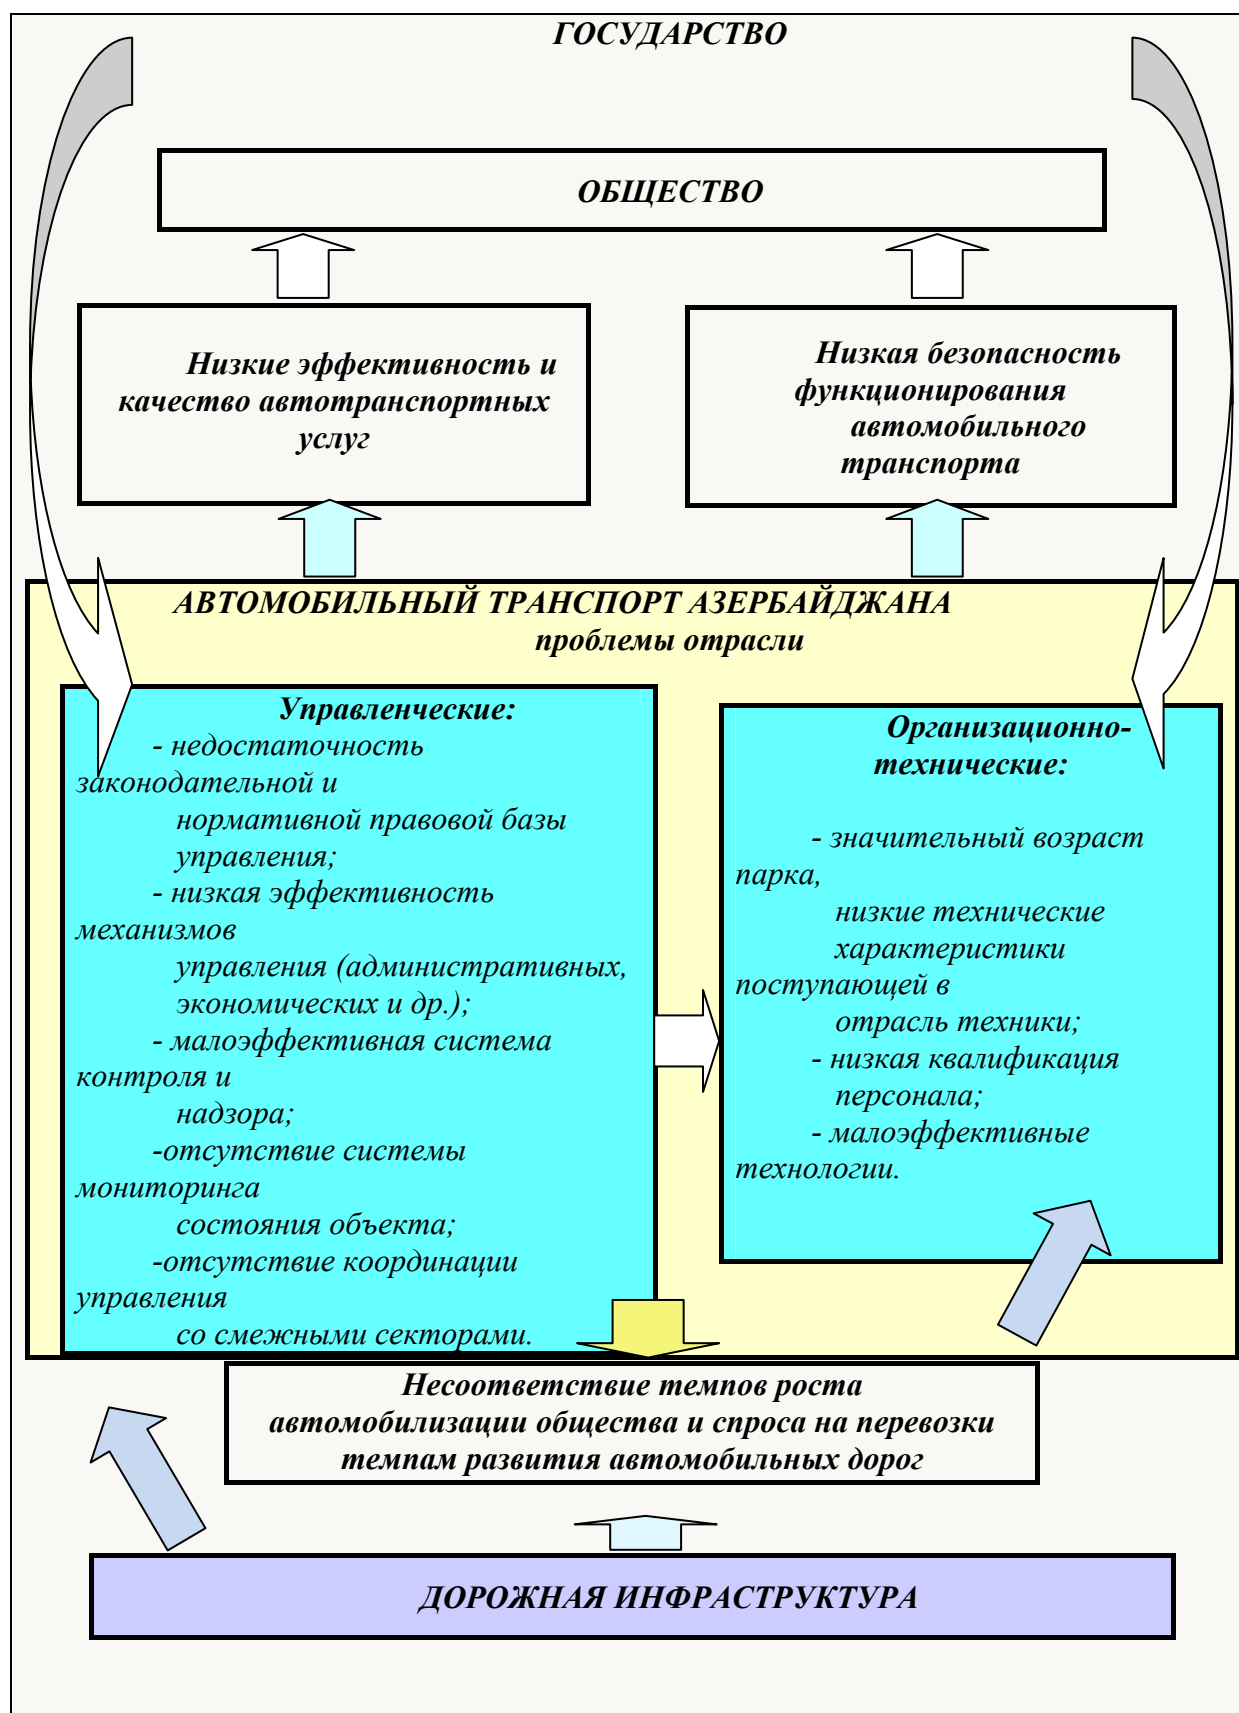 ГОСУДАРСТВО
ОБЩЕСТВО
Низкие эффективность и
качество автотранспортных
услуг
Низкая безопасность
функционирования
автомобильного
транспорта
АВТОМОБИЛЬНЫЙ ТРАНСПОРТ АЗЕРБАЙДЖАНА
проблемы отрасли
Управленческие:
- недостаточность
законодательной и
нормативной правовой базы
управления;
- низкая эффективность
механизмов
управления (административных,
экономических и др.);
- малоэффективная система
контроля и
надзора;
-отсутствие системы
мониторинга
состояния объекта;
-отсутствие координации
управления
со смежными секторами.
Организационно-
технические:
- значительный возраст
парка,
низкие технические
характеристики
поступающей в
отрасль техники;
- низкая квалификация
персонала;
- малоэффективные
технологии.
Несоответствие темпов роста
автомобилизации общества и спроса на перевозки
темпам развития автомобильных дорог
ДОРОЖНАЯ ИНФРАСТРУКТУРА